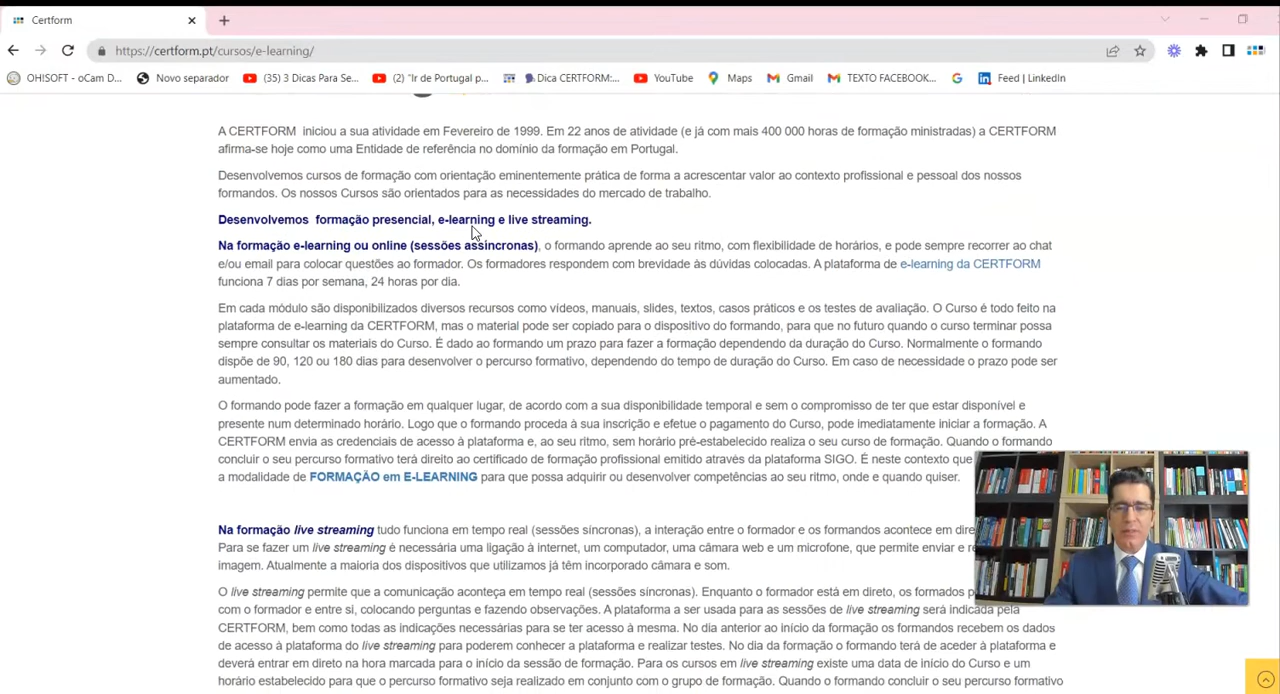 Certform
https://certform.pt/cursos/e-learning/
OH!SOFT - oCam D... Novo separador (35) 3 Dicas Para Se... (2) "Ir de Portugal p... Dica CERTFORM:... YouTube Maps Gmail TEXTO FACEBOOK... Feed | LinkedIn
A CERTFORM iniciou a sua atividade em Fevereiro de 1999. Em 22 anos de atividade (e já com mais 400 000 horas de formação ministradas) a CERTFORM
afirma-se hoje como uma Entidade de referência no domínio da formação em Portugal.
Desenvolvemos cursos de formação com orientação eminentemente prática de forma a acrescentar valor ao contexto profissional e pessoal dos nossos
formandos. Os nossos Cursos são orientados para as necessidades do mercado de trabalho.
Desenvolvemos formação presencial, e-learning e live streaming.
Na formação e-learning ou online (sessões assíncronas), o formando aprende ao seu ritmo, com flexibilidade de horários, e pode sempre recorrer ao chat
e/ou email para colocar questões ao formador. Os formadores respondem com brevidade às dúvidas colocadas. A plataforma de e-learning da CERTFORM
funciona 7 dias por semana, 24 horas por dia.
Em cada módulo são disponibilizados diversos recursos como vídeos, manuais, slides, textos, casos práticos e os testes de avaliação. O Curso é todo feito na
plataforma de e-learning da CERTFORM, mas o material pode ser copiado para o dispositivo do formando, para que no futuro quando o curso terminar possa
sempre consultar os materiais do Curso. É dado ao formando um prazo para fazer a formação dependendo da duração do Curso. Normalmente o formando
dispõe de 90, 120 ou 180 dias para desenvolver o percurso formativo, dependendo do tempo de duração do Curso. Em caso de necessidade o prazo pode ser
aumentado.
O formando pode fazer a formação em qualquer lugar, de acordo com a sua disponibilidade temporal e sem o compromisso de ter que estar disponível e
presente num determinado horário. Logo que o formando proceda à sua inscrição e efetue o pagamento do Curso, pode imediatamente iniciar a formação. A
CERTFORM envia as credenciais de acesso à plataforma e, ao seu ritmo, sem horário pré-estabelecido realiza o seu curso de formação. Quando o formando
concluir o seu percurso formativo terá direito ao certificado de formação profissional emitido através da plataforma SIGO. É neste contexto que
a modalidade de FORMAÇÃO em E-LEARNING para que possa adquirir ou desenvolver competências ao seu ritmo, onde e quando quiser.
Na formação live streaming tudo funciona em tempo real (sessões síncronas), a interação entre o formador e os formandos acontece em dire
Para se fazer um live streaming é necessária uma ligação à internet, um computador, uma câmara web e um microfone, que permite enviar e re
imagem. Atualmente a maioria dos dispositivos que utilizamos já têm incorporado câmara e som.
O live streaming permite que a comunicação aconteça em tempo real (sessões síncronas). Enquanto o formador está em direto, os formandos p
com o formador e entre si, colocando perguntas e fazendo observações. A plataforma a ser usada para as sessões de live streaming será indicada pela
CERTFORM, bem como todas as indicações necessárias para se ter acesso à mesma. No dia anterior ao início da formação os formandos recebem os dados
de acesso à plataforma do live streaming para poderem conhecer a plataforma e realizar testes. No dia da formação o formando terá de aceder à plataforma e
deverá entrar em direto na hora marcada para o início da sessão de formação. Para os cursos em live streaming existe uma data de início do Curso e um
horário estabelecido para que o percurso formativo seja realizado em conjunto com o grupo de formação. Quando o formando concluir o seu percurso formativo